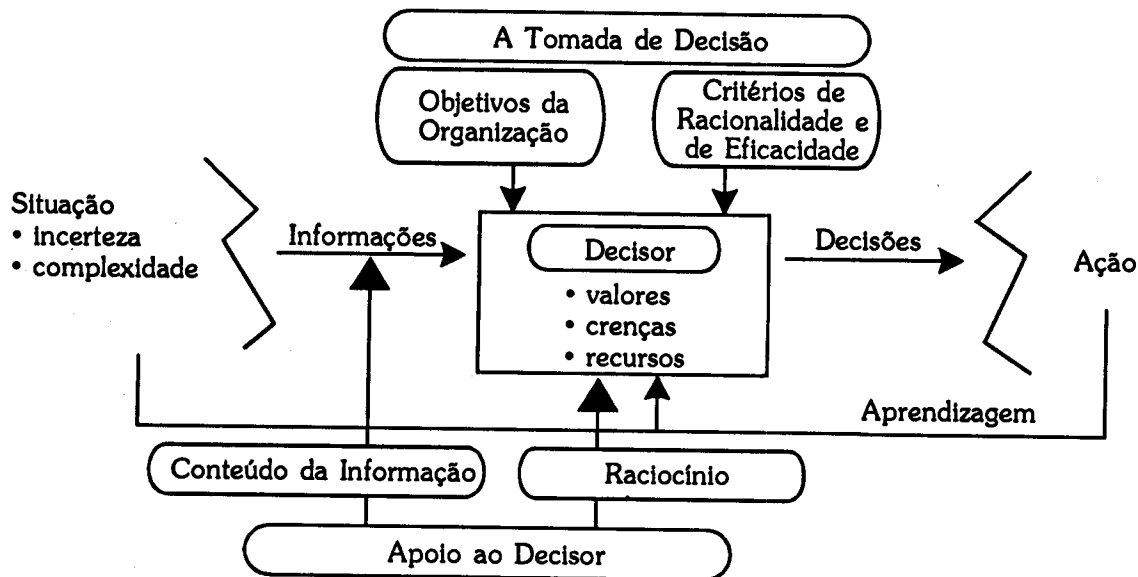 A Tomada de Decisão
Objetivos da
Organização
Critérios de
Racionalidade e
de Eficacidade
Situação
• incerteza
• complexidade
Informações
Decisor
• valores
• crenças
• recursos
Decisões
Ação
Aprendizagem
Conteúdo da Informação
Raciocínio
Apoio ao Decisor